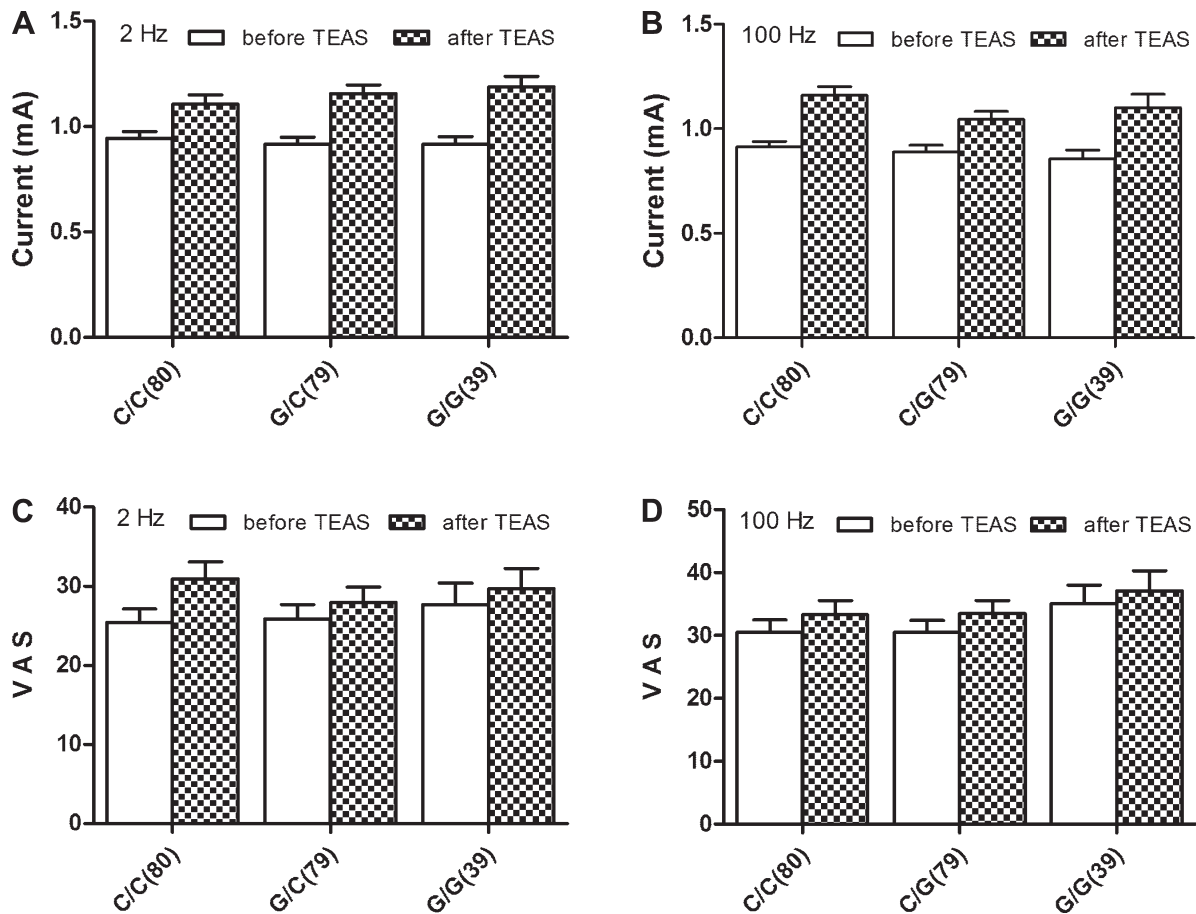 A
2 Hz before TEAS after TEAS
Current (mA)
1.5
1.0
0.5
0.0
C/C(80)
G/C(79)
G/G(39)
B
100 Hz before TEAS after TEAS
Current (mA)
1.5
1.0
0.5
0.0
C/C(80)
C/G(79)
G/G(39)
C
2 Hz before TEAS after TEAS
V A S
40
30
20
10
0
C/C(80)
G/C(79)
G/G(39)
D
100 Hz before TEAS after TEAS
V A S
50
40
30
20
10
0
C/C(80)
C/G(79)
G/G(39)